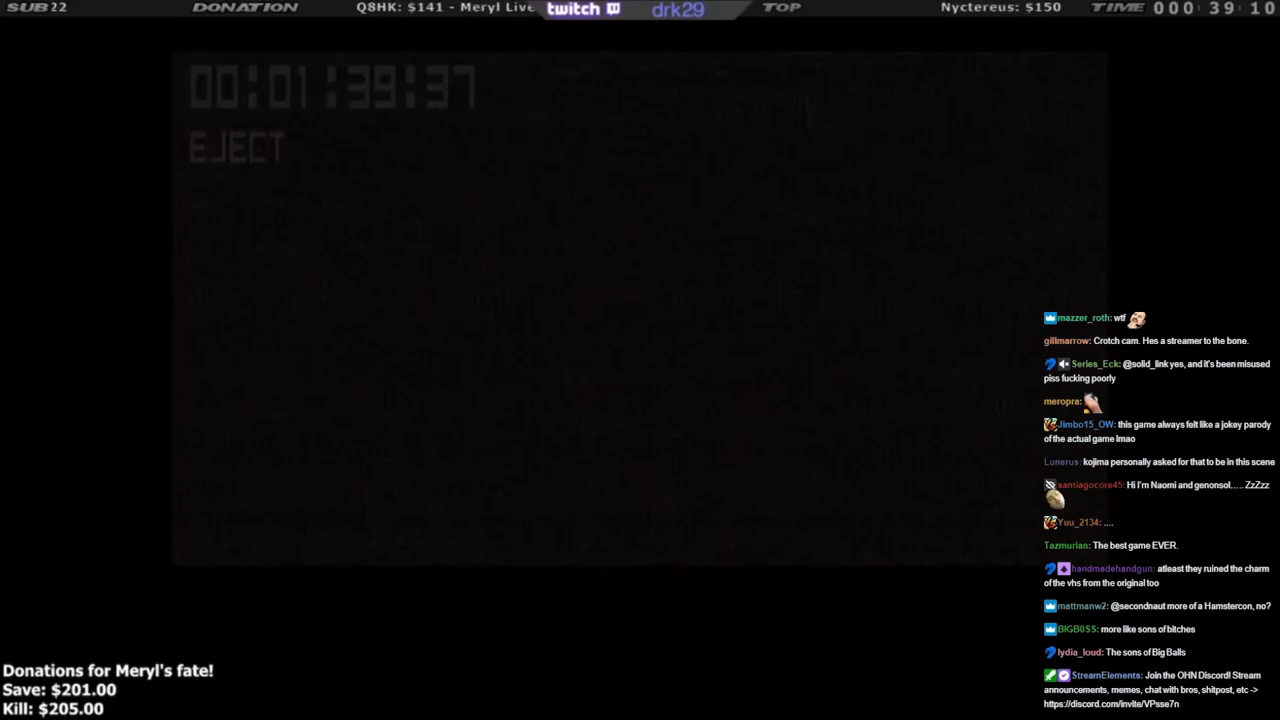 SUB 22 DONATION Q8HK: $141 - Meryl Live twitch drk29 TOP Nyctereus: $150 TIME 000:39:10
00:01:39:37
EJECT
mazzer_roth: wtf
gillmarrow: Crotch cam. Hes a streamer to the bone.
Series_Eck: @solid_link yes, and it's been misused
piss fucking poorly
meropra:
Jimbo15_OW: this game always felt like a jokey parody
of the actual game lmao
Lunerus: kojima personally asked for that to be in this scene
santiagocore45: Hi I'm Naomi and genonsol..... ZzZzz
Yuu_2134: ....
Tazmurian: The best game EVER.
handmadehandgun: atleast they ruined the charm
of the vhs from the original too
mattmanw2: @secondnaut more of a Hamstercon, no?
BIGB0SS: more like sons of bitches
lydia_loud: The sons of Big Balls
StreamElements: Join the OHN Discord! Stream
announcements, memes, chat with bros, shitpost, etc ->
https://discord.com/invite/VPsse7n
Donations for Meryl's fate!
Save: $201.00
Kill: $205.00